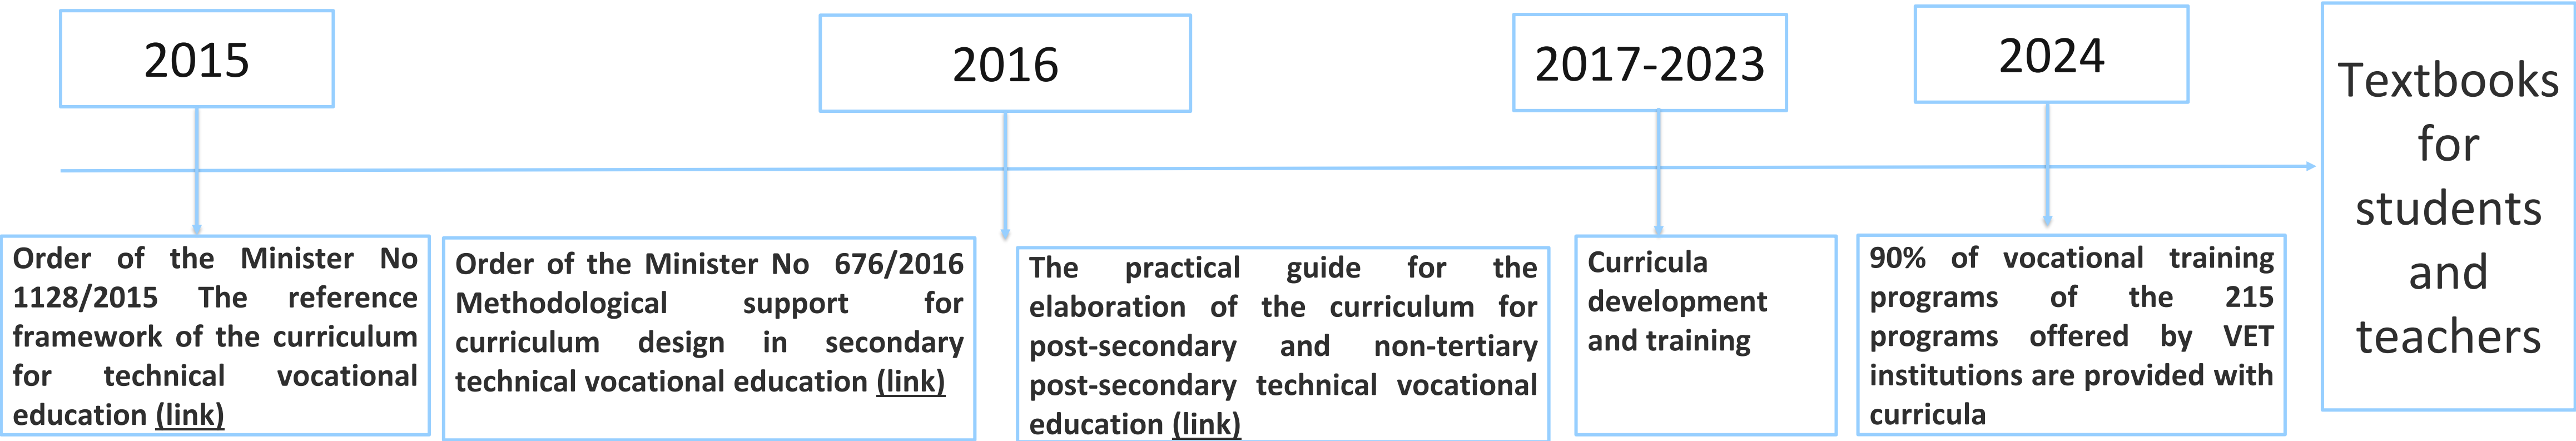 2015
2016
2017-2023
2024
Textbooks
for
students
and
teachers
Order of the Minister No
1128/2015 The reference
framework of the curriculum
for technical vocational
education (link)
Order of the Minister No 676/2016
Methodological support for
curriculum design in secondary
technical vocational education (link)
The practical guide for the
elaboration of the curriculum for
post-secondary and non-tertiary
post-secondary technical vocational
education (link)
Curricula
development
and training
90% of vocational training
programs of the 215
programs offered by VET
institutions are provided with
curricula